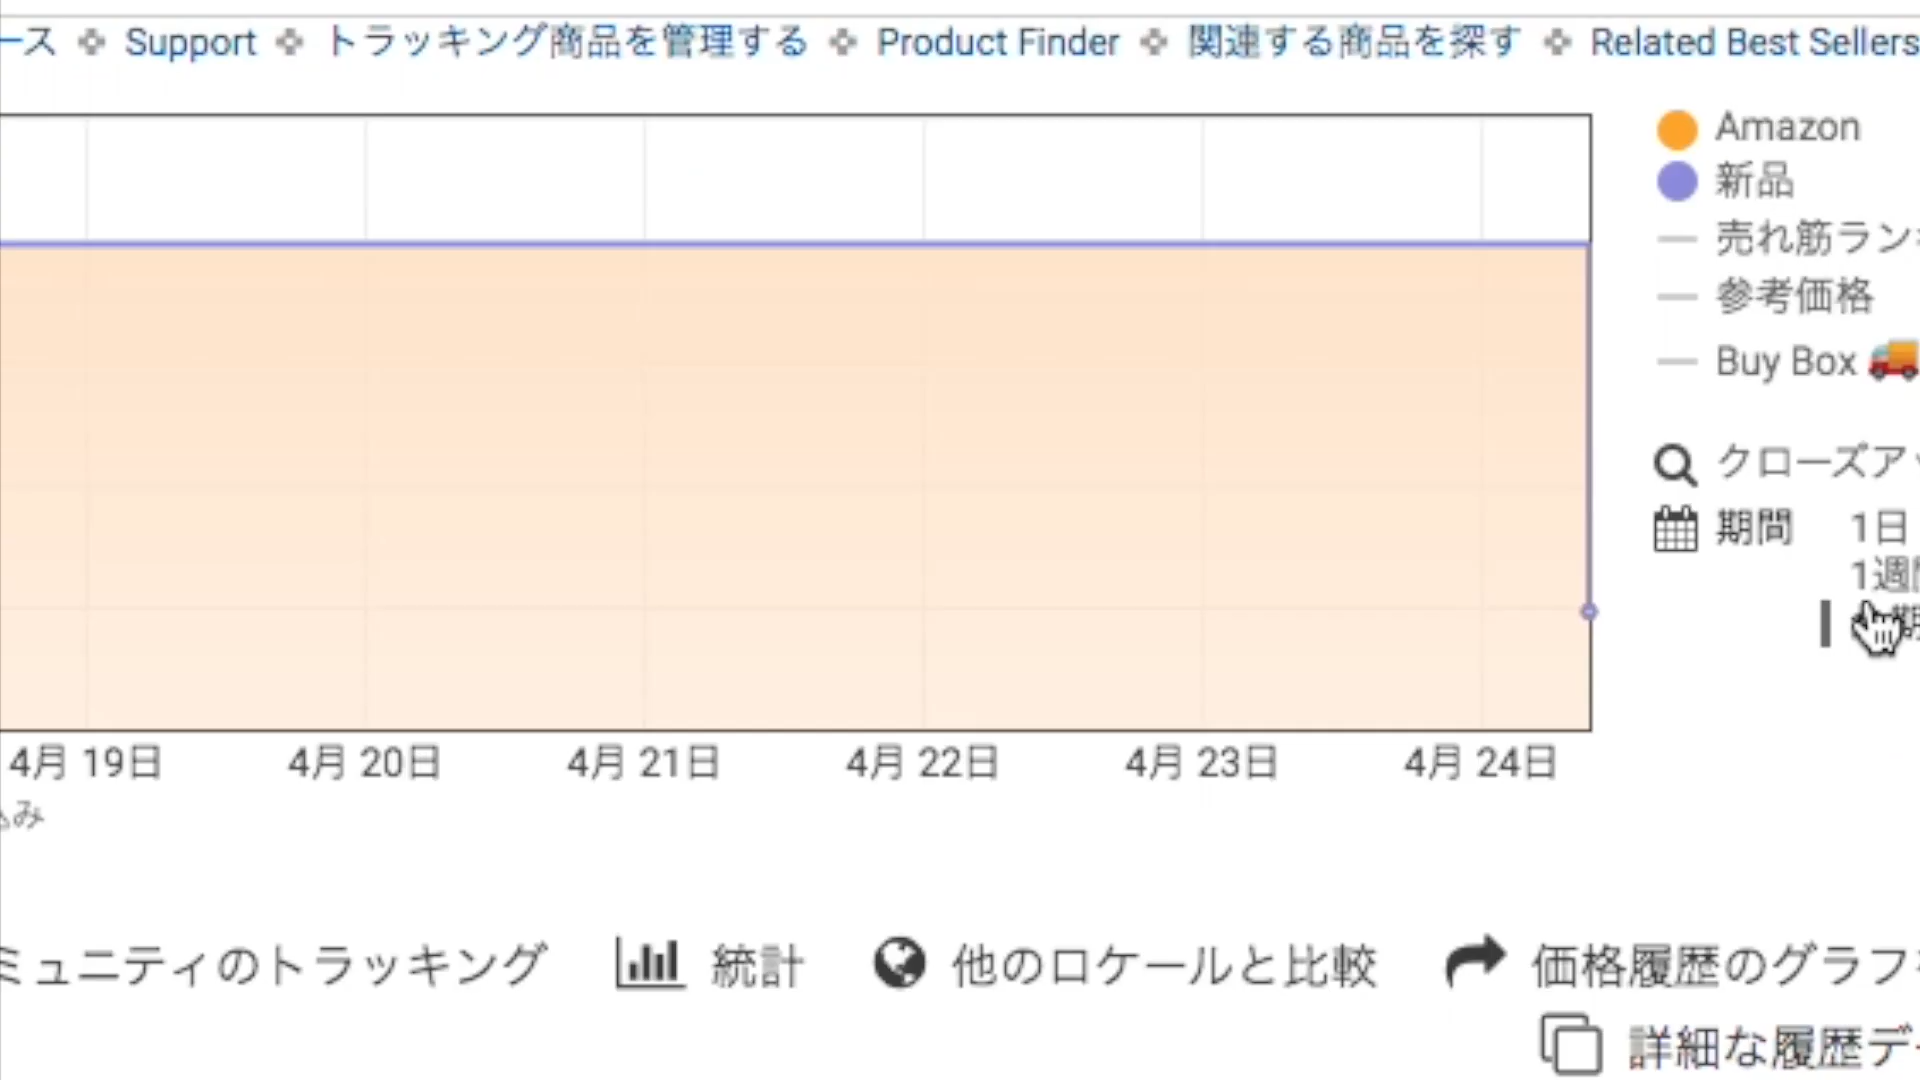 ース Support トラッキング商品を管理する Product Finder 関連する商品を探す Related Best Sellers
Amazon
新品
売れ筋ラン
参考価格
Buy Box
クローズア
期間 1日
1週間
4月 19日 4月 20日 4月 21日 4月 22日 4月 23日 4月 24日
込み
ミュニティのトラッキング 統計 他のロケールと比較 価格履歴のグラフ
詳細な履歴デ